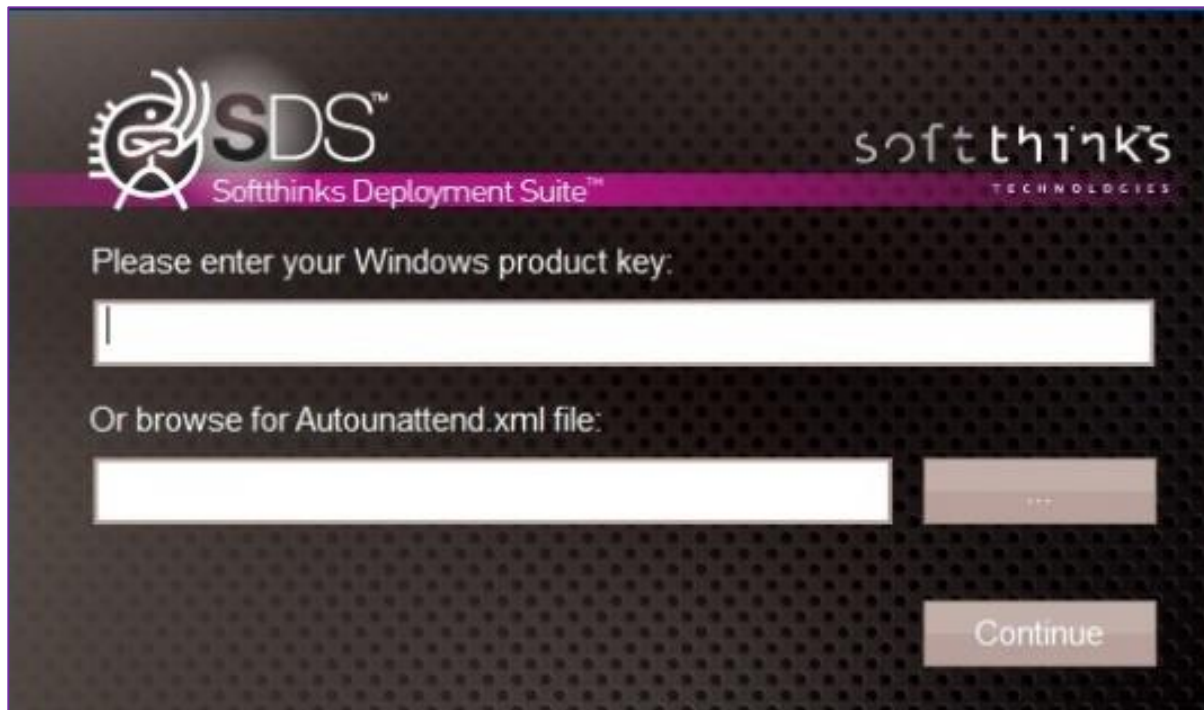 SDS™
Softthinks Deployment Suite™
softthinks
TECHNOLOGIES
Please enter your Windows product key:
Or browse for Autounattend.xml file:
...
Continue